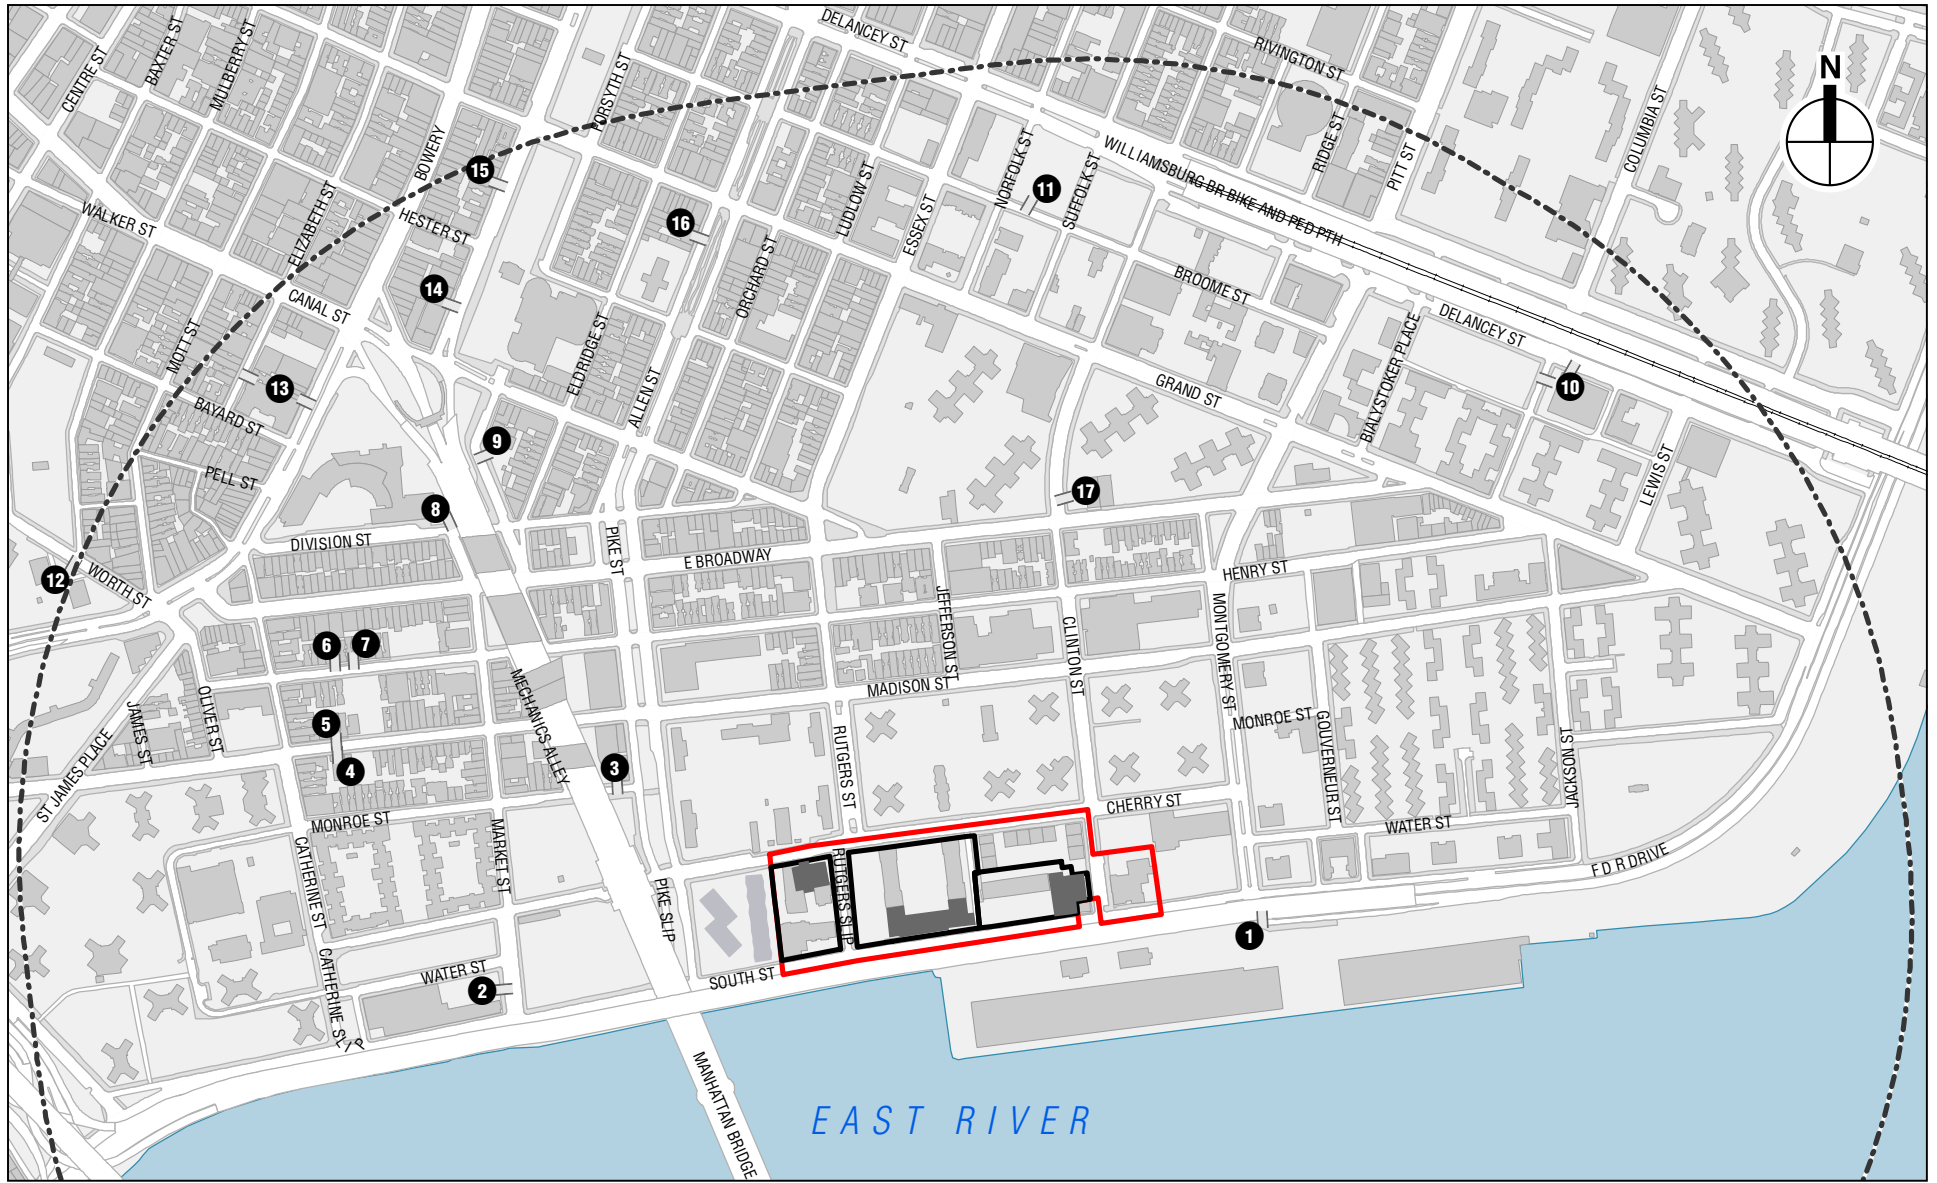 DELANCEY ST
RIVINGTON ST
CENTRE ST
BAXTER ST
MULBERRY ST
FORSYTH ST
N
BOWERY
15
NORFOLK ST
11
SUFFOLK ST
WILLIAMSBURG BR BIKE AND PED PTH
RIDGE ST
PITT ST
COLUMBIA ST
WALKER ST
ELIZABETH ST
HESTER ST
16
LUDLOW ST
ESSEX ST
14
CANAL ST
ORCHARD ST
BROOME ST
MOTT ST
ELDRIDGE ST
DELANCEY ST
BIALYSTOKER PLACE
13
BAYARD ST
ALLEN ST
GRAND ST
10
9
PELL ST
LEWIS ST
8
17
DIVISION ST
PIKE ST
E BROADWAY
12
WORTH ST
HENRY ST
JEFFERSON ST
CLINTON ST
MONTGOMERY ST
6
7
MECHANICS ALLEY
MADISON ST
OLIVER ST
JAMES ST
ST JAMES PLACE
5
4
3
RUTGERS ST
MONROE ST
GOUVERNEUR ST
JACKSON ST
CHERRY ST
MONROE ST
WATER ST
CATHERINE ST
MARKET ST
PIKE SLIP
RUTGERS SLIP
F D R DRIVE
1
CATHERINE SLIP
WATER ST
2
SOUTH ST
MANHATTAN BRIDGE
EAST RIVER